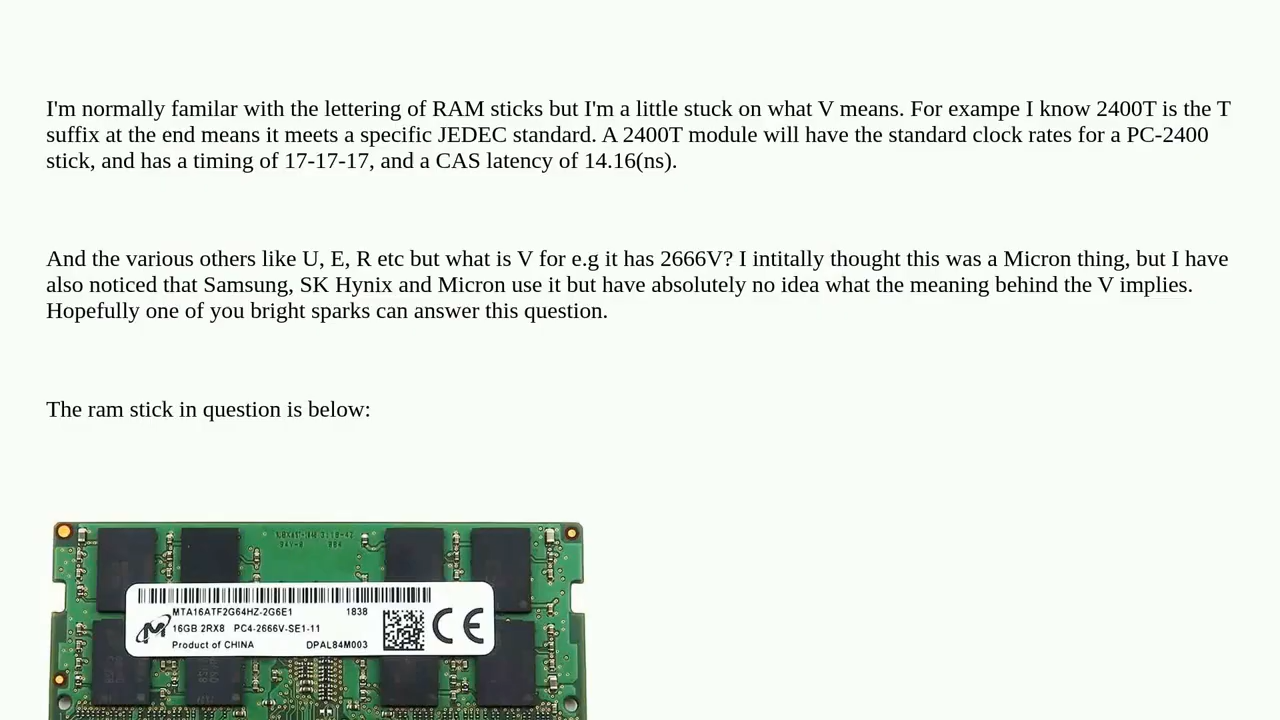 I'm normally familar with the lettering of RAM sticks but I'm a little stuck on what V means. For exampe I know 2400T is the T
suffix at the end means it meets a specific JEDEC standard. A 2400T module will have the standard clock rates for a PC-2400
stick, and has a timing of 17-17-17, and a CAS latency of 14.16(ns).
And the various others like U, E, R etc but what is V for e.g it has 2666V? I intitally thought this was a Micron thing, but I have
also noticed that Samsung, SK Hynix and Micron use it but have absolutely no idea what the meaning behind the V implies.
Hopefully one of you bright sparks can answer this question.
The ram stick in question is below:
MTA16ATF2G64HZ-2G6E1 1838
16GB 2RX8 PC4-2666V-SE1-11
Product of CHINA DPAL84M003
CE